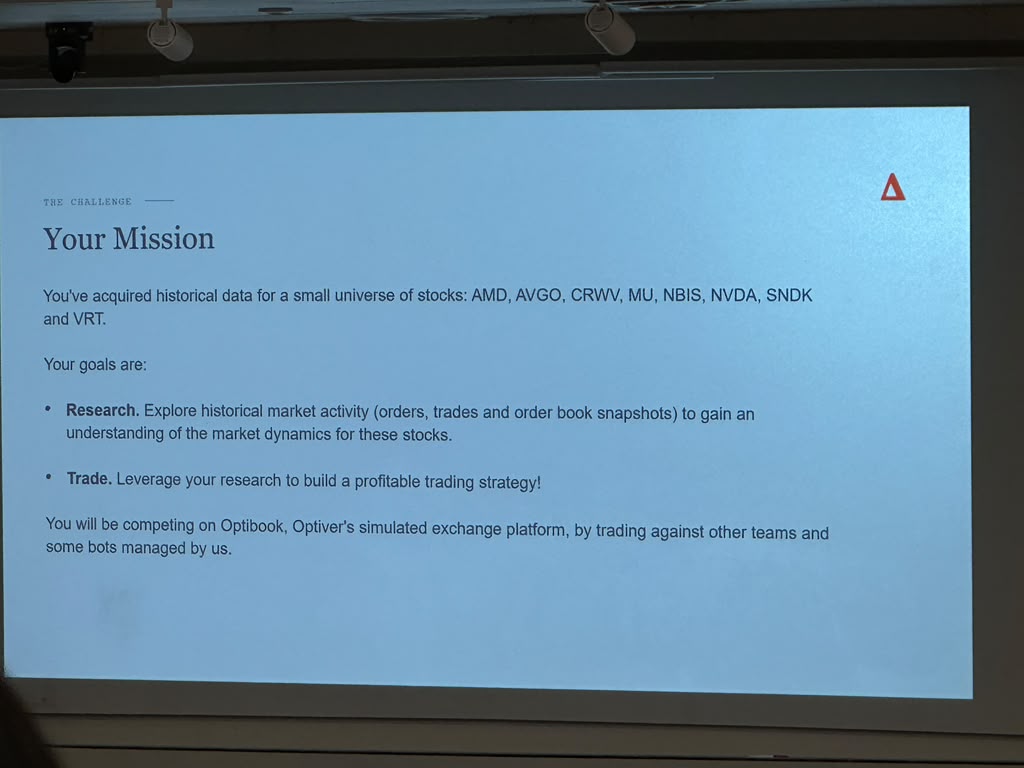 THE CHALLENGE
Your Mission
You've acquired historical data for a small universe of stocks: AMD, AVGO, CRWV, MU, NBIS, NVDA, SNDK
and VRT.
Your goals are:
• Research. Explore historical market activity (orders, trades and order book snapshots) to gain an
understanding of the market dynamics for these stocks.
• Trade. Leverage your research to build a profitable trading strategy!
You will be competing on Optibook, Optiver's simulated exchange platform, by trading against other teams and
some bots managed by us.